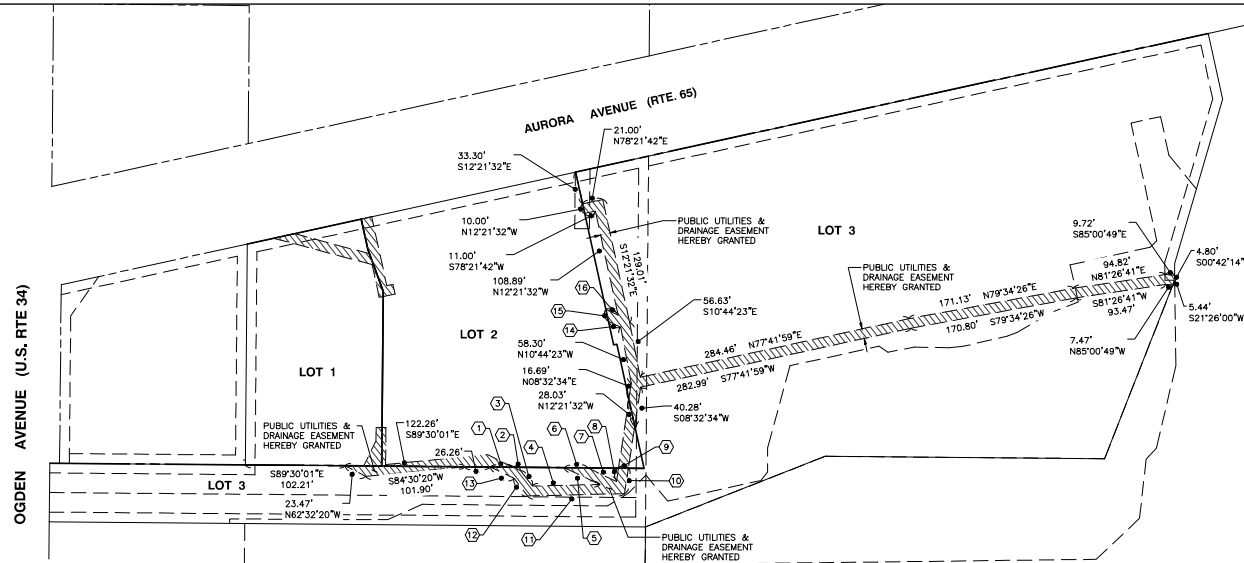 AURORA AVENUE (RTE. 65)
21.00'
N78°21'42"E
33.30'
S12°21'32"E
10.00'
N12°21'32"W
11.00'
S78°21'42"W
108.89'
N12°21'32"W
129.01'
S12°21'32"E
PUBLIC UTILITIES &
DRAINAGE EASEMENT
HEREBY GRANTED
LOT 3
PUBLIC UTILITIES &
DRAINAGE EASEMENT
HEREBY GRANTED
9.72'
S85°00'49"E
4.80'
S00°42'14"
94.82'
N81°26'41"E
S81°26'41"W
93.47'
5.44'
S21°26'00"W
7.47'
N85°00'49"W
171.13'
N79°34'26"E
170.80'
S79°34'26"W
56.63'
S10°44'23"E
284.46'
N77°41'59"E
282.99'
S77°41'59"W
16
15
14
LOT 2
58.30'
N10°44'23"W
16.69'
N08°32'34"E
28.03'
N12°21'32"W
40.28'
S08°32'34"W
OGDEN AVENUE (U.S. RTE 34)
LOT 1
PUBLIC UTILITIES &
DRAINAGE EASEMENT
HEREBY GRANTED
122.26'
S89°30'01"E
26.26'
1
2
3
4
6
7
8
9
10
S89°30'01"E
102.21'
S84°30'20"W
101.90'
LOT 3
23.47'
N62°32'20"W
13
12
11
5
PUBLIC UTILITIES &
DRAINAGE EASEMENT
HEREBY GRANTED